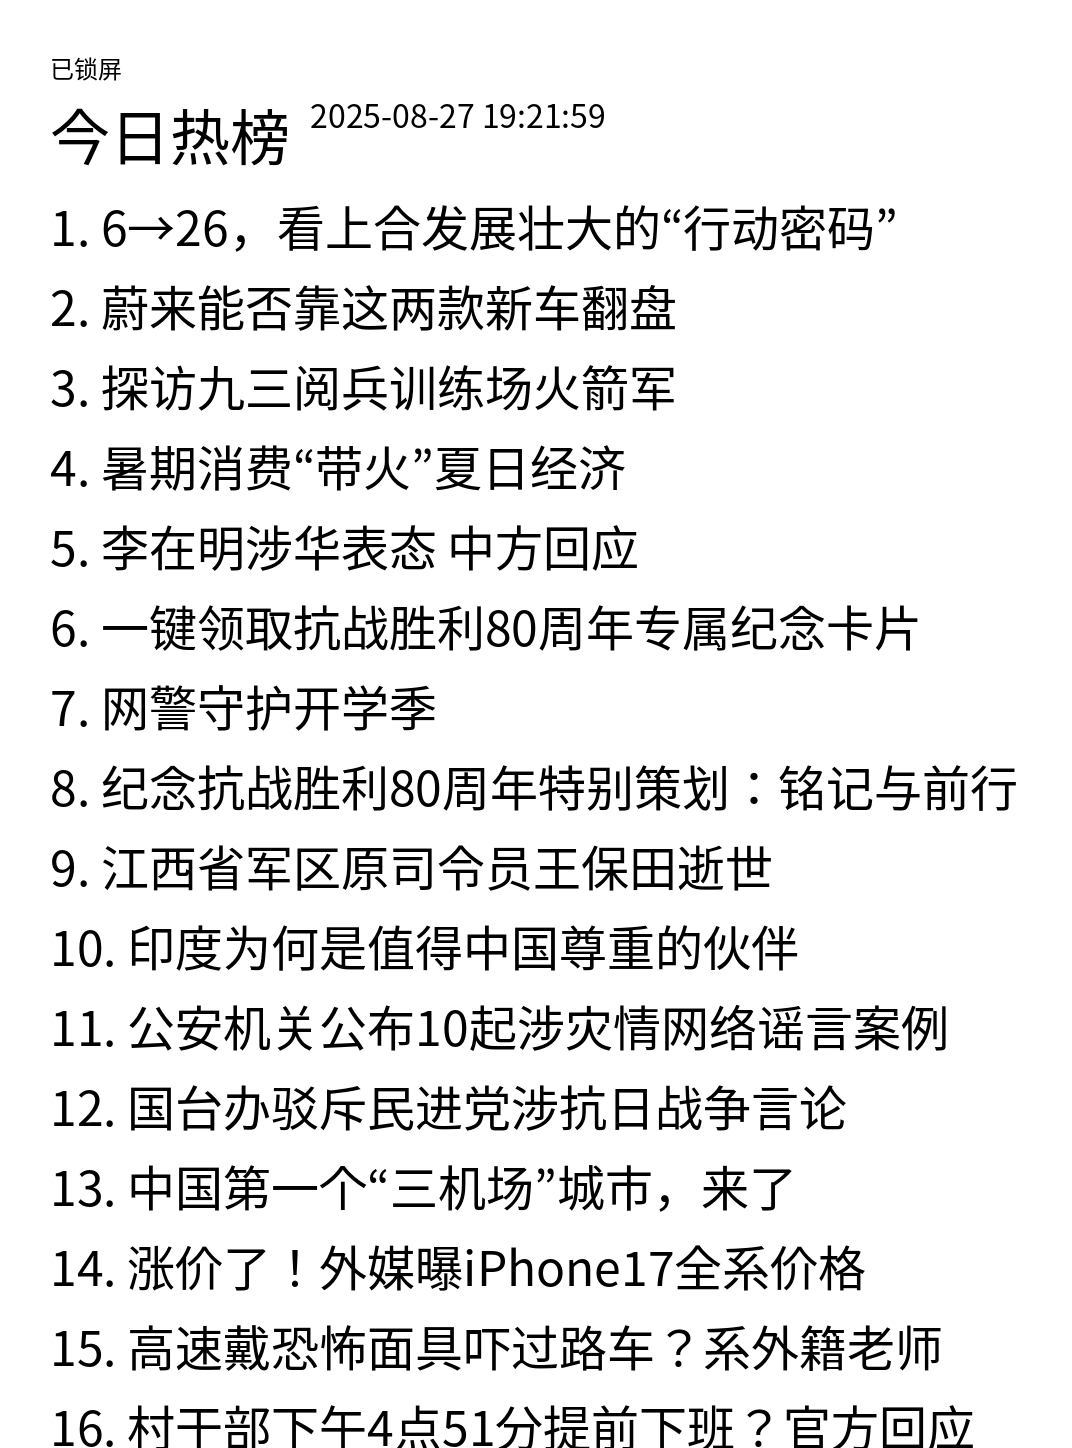 已锁屏
今日热榜 2025-08-27 19:21:59
1. 6→26，看上合发展壮大的“行动密码”
2. 蔚来能否靠这两款新车翻盘
3. 探访九三阅兵训练场火箭军
4. 暑期消费“带火”夏日经济
5. 李在明涉华表态 中方回应
6. 一键领取抗战胜利80周年专属纪念卡片
7. 网警守护开学季
8. 纪念抗战胜利80周年特别策划：铭记与前行
9. 江西省军区原司令员王保田逝世
10. 印度为何是值得中国尊重的伙伴
11. 公安机关公布10起涉灾情网络谣言案例
12. 国台办驳斥民进党涉抗日战争言论
13. 中国第一个“三机场”城市，来了
14. 涨价了！外媒曝iPhone17全系价格
15. 高速戴恐怖面具吓过路车？系外籍老师
16. 村干部下午4点51分提前下班？官方回应